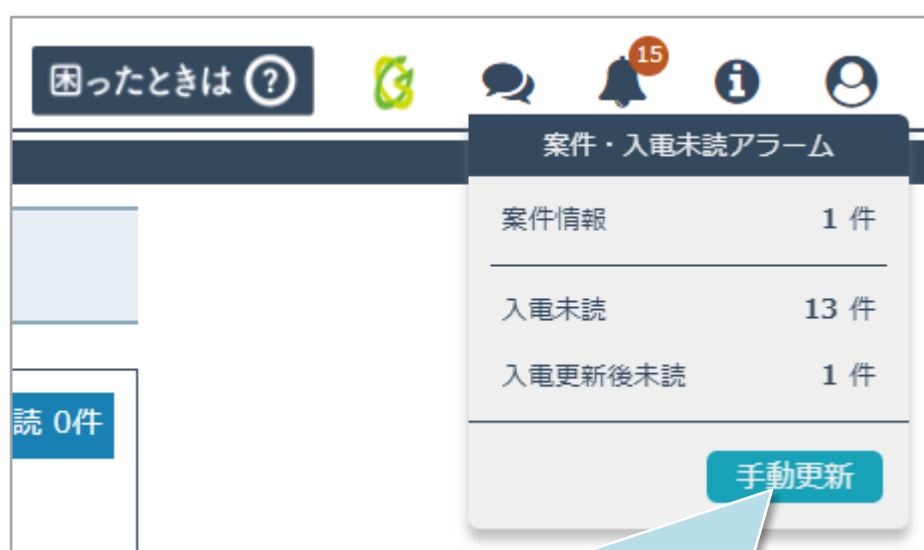 困ったときは ?
15
案件・入電未読アラーム
案件情報 1 件
入電未読 13 件
入電更新後未読 1 件
読 0件
手動更新